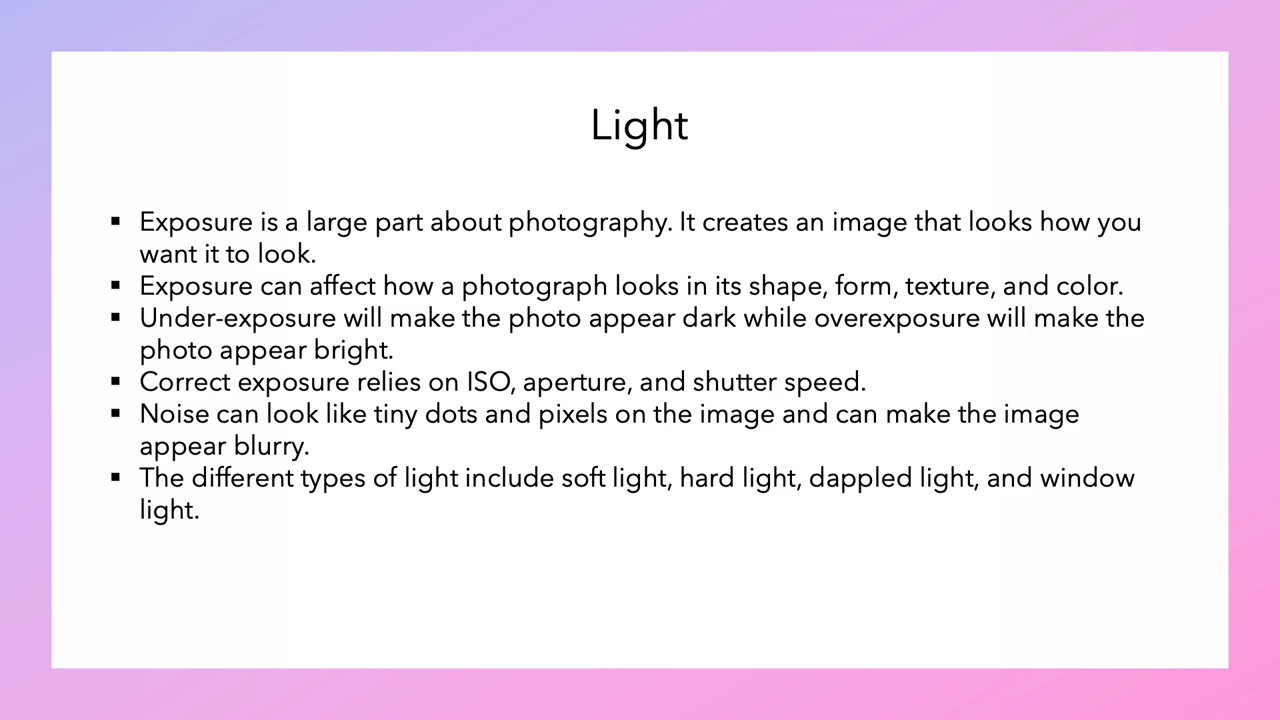 Light
▪ Exposure is a large part about photography. It creates an image that looks how you
want it to look.
▪ Exposure can affect how a photograph looks in its shape, form, texture, and color.
▪ Under-exposure will make the photo appear dark while overexposure will make the
photo appear bright.
▪ Correct exposure relies on ISO, aperture, and shutter speed.
▪ Noise can look like tiny dots and pixels on the image and can make the image
appear blurry.
▪ The different types of light include soft light, hard light, dappled light, and window
light.